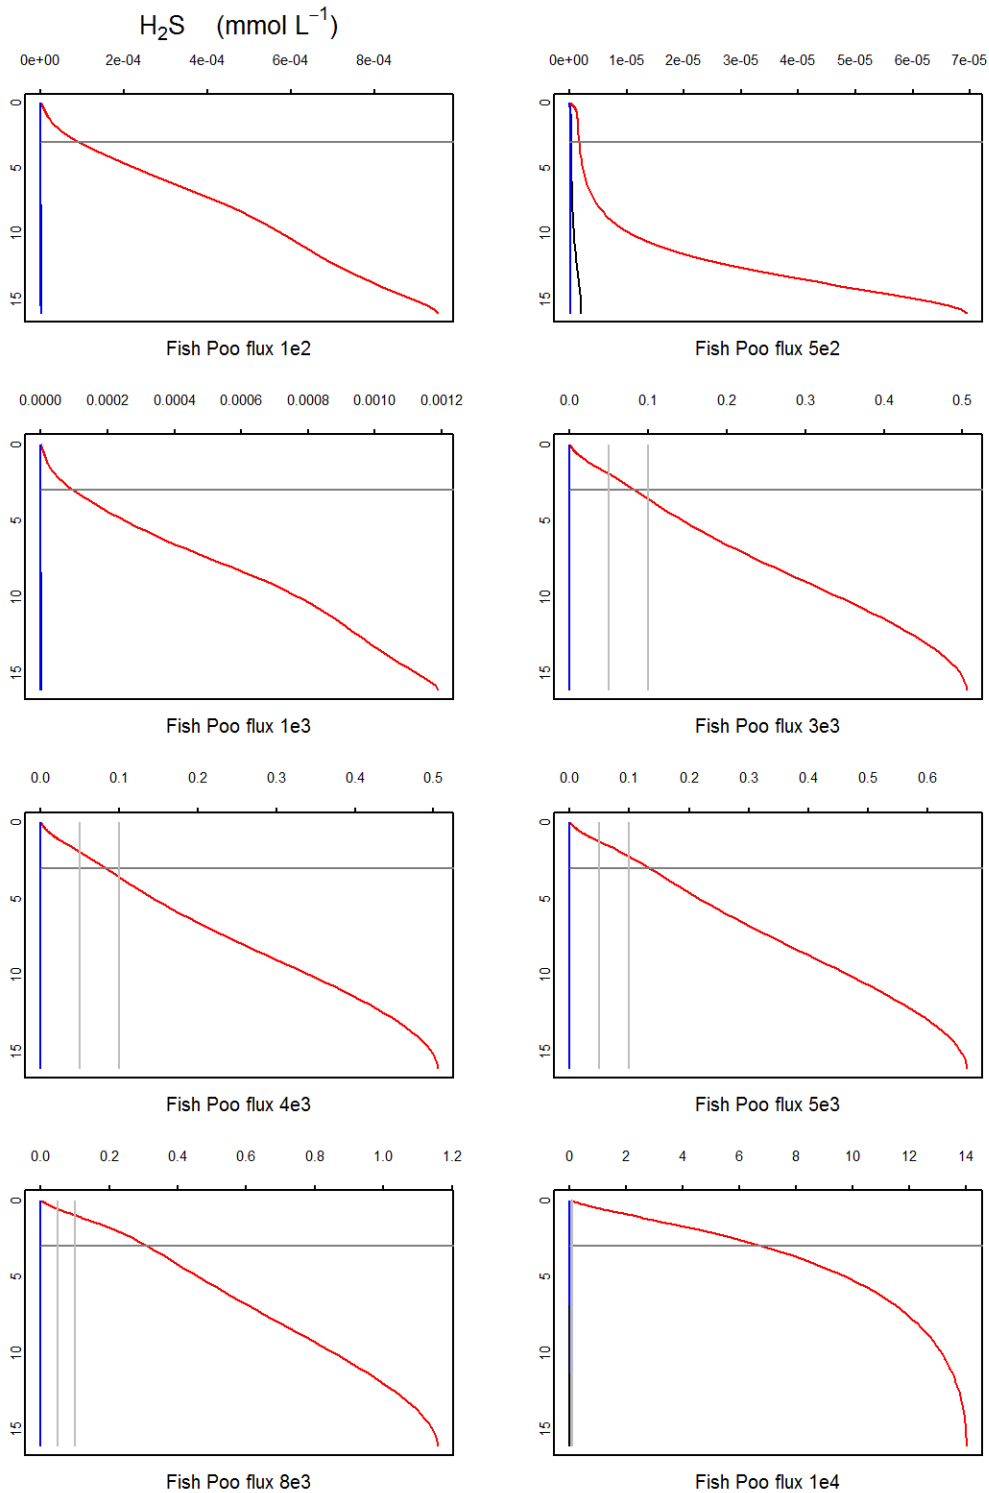 H₂S (mmol L⁻¹)
0e+00 2e-04 4e-04 6e-04 8e-04
0 5 10 15
Fish Poo flux 1e2
0e+00 1e-05 2e-05 3e-05 4e-05 5e-05 6e-05 7e-05
0 5 10 15
Fish Poo flux 5e2
0.0000 0.0002 0.0004 0.0006 0.0008 0.0010 0.0012
0 5 10 15
Fish Poo flux 1e3
0.0 0.1 0.2 0.3 0.4 0.5
0 5 10 15
Fish Poo flux 3e3
0.0 0.1 0.2 0.3 0.4 0.5
0 5 10 15
Fish Poo flux 4e3
0.0 0.1 0.2 0.3 0.4 0.5 0.6
0 5 10 15
Fish Poo flux 5e3
0.0 0.2 0.4 0.6 0.8 1.0 1.2
0 5 10 15
Fish Poo flux 8e3
0 2 4 6 8 10 12 14
0 5 10 15
Fish Poo flux 1e4